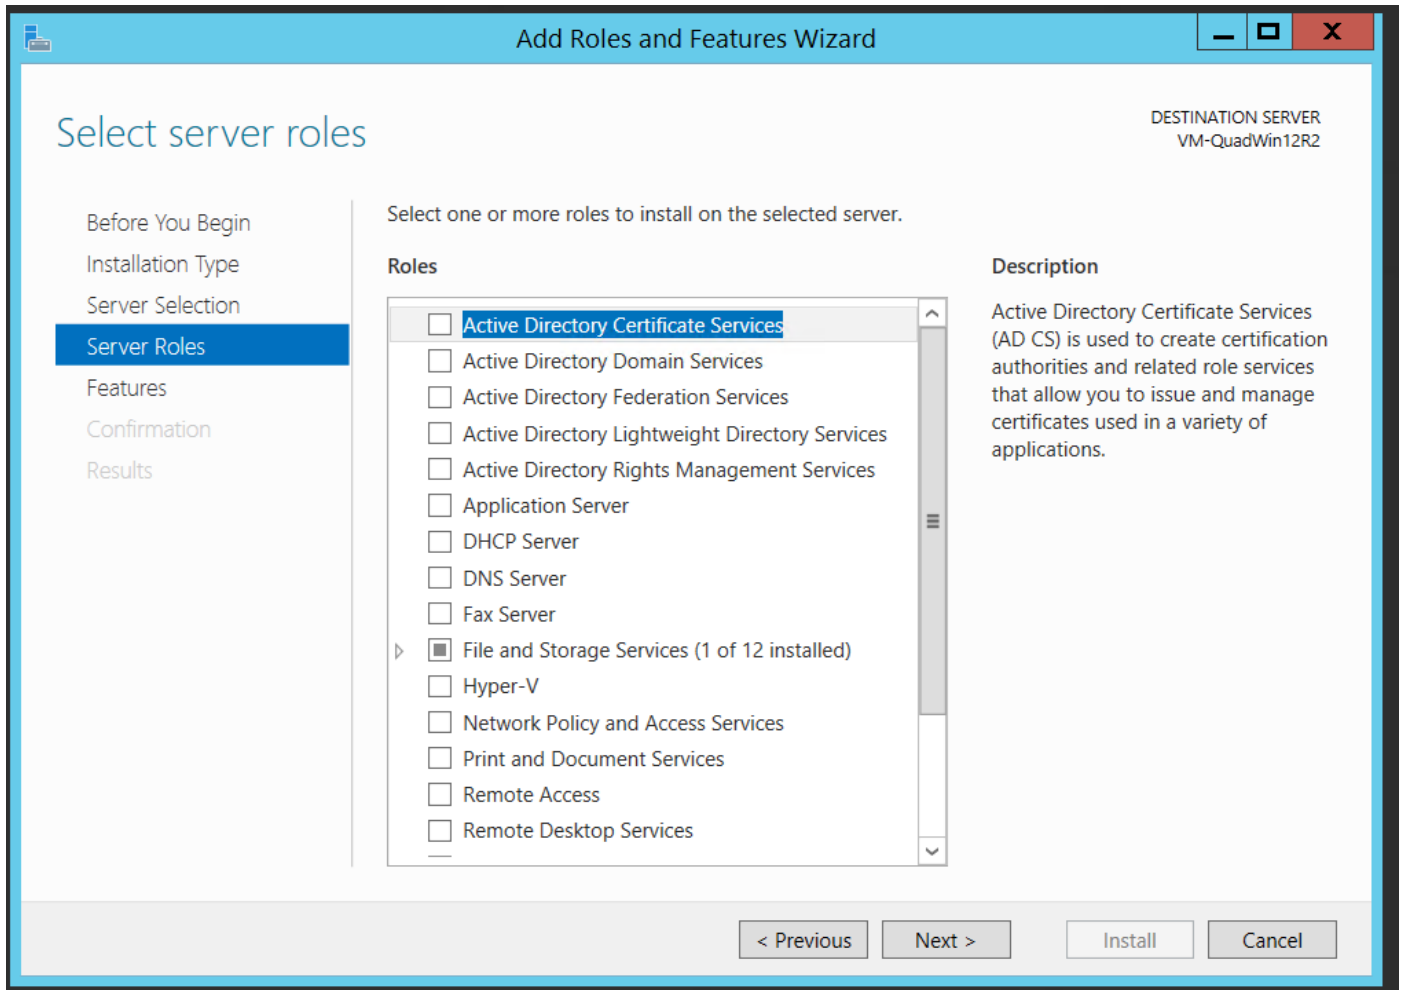 Add Roles and Features Wizard
Select server roles
DESTINATION SERVER
VM-QuadWin12R2
Before You Begin
Installation Type
Server Selection
Server Roles
Features
Confirmation
Results
Select one or more roles to install on the selected server.
Roles
Active Directory Certificate Services
Active Directory Domain Services
Active Directory Federation Services
Active Directory Lightweight Directory Services
Active Directory Rights Management Services
Application Server
DHCP Server
DNS Server
Fax Server
File and Storage Services (1 of 12 installed)
Hyper-V
Network Policy and Access Services
Print and Document Services
Remote Access
Remote Desktop Services
Description
Active Directory Certificate Services
(AD CS) is used to create certification
authorities and related role services
that allow you to issue and manage
certificates used in a variety of
applications.
< Previous
Next >
Install
Cancel